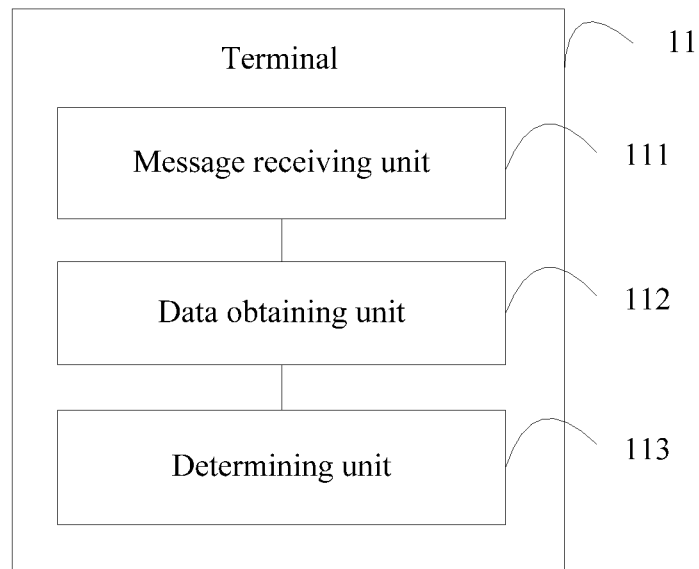 Terminal
11
Message receiving unit
111
Data obtaining unit
112
Determining unit
113